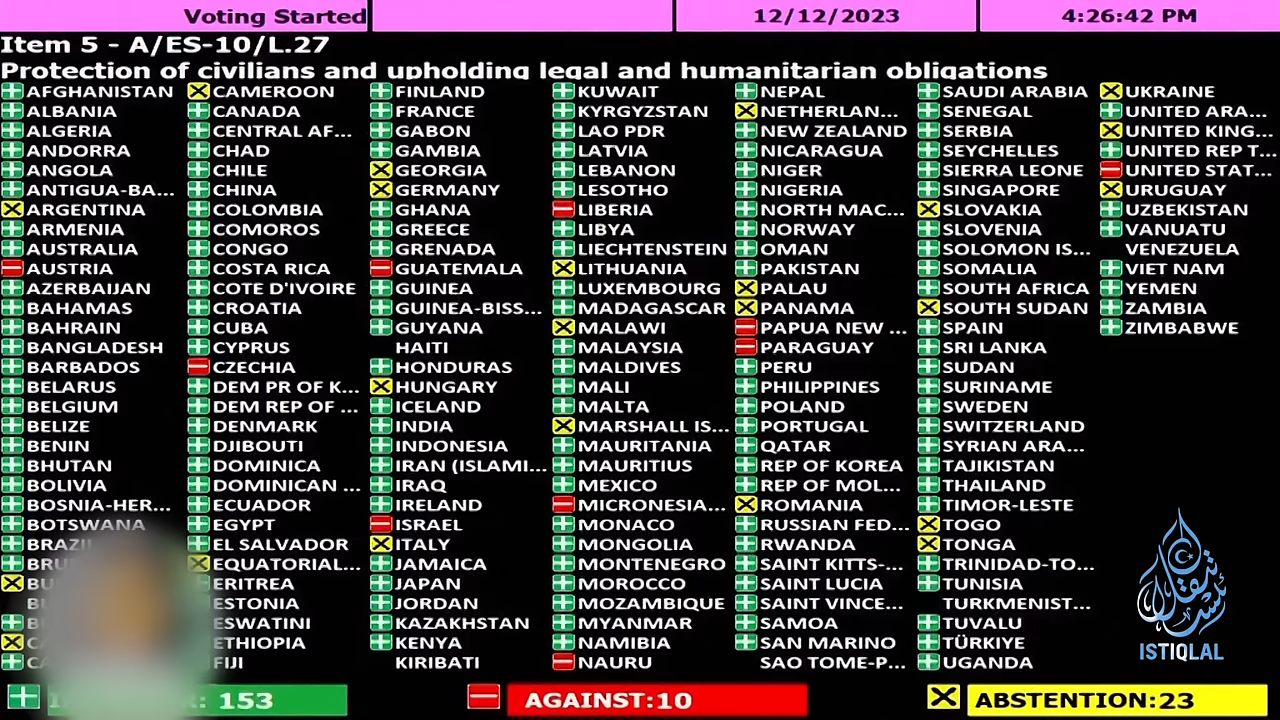 Voting Started 12/12/2023 4:26:42 PM
Item 5 - A/ES-10/L.27
Protection of civilians and upholding legal and humanitarian obligations
AFGHANISTAN CAMEROON FINLAND KUWAIT NEPAL SAUDI ARABIA UKRAINE
ALBANIA CANADA FRANCE KYRGYZSTAN NETHERLAN... SENEGAL UNITED ARA...
ALGERIA CENTRAL AF... GABON LAO PDR NEW ZEALAND SERBIA UNITED KING...
ANDORRA CHAD GAMBIA LATVIA NICARAGUA SEYCHELLES UNITED REP T...
ANGOLA CHILE GEORGIA LEBANON NIGER SIERRA LEONE UNITED STAT...
ANTIGUA-BA... CHINA GERMANY LESOTHO NIGERIA SINGAPORE URUGUAY
ARGENTINA COLOMBIA GHANA LIBERIA NORTH MAC... SLOVAKIA UZBEKISTAN
ARMENIA COMOROS GREECE LIBYA NORWAY SLOVENIA VANUATU
AUSTRALIA CONGO GRENADA LIECHTENSTEIN OMAN SOLOMON IS... VENEZUELA
AUSTRIA COSTA RICA GUATEMALA LITHUANIA PAKISTAN SOMALIA VIET NAM
AZERBAIJAN COTE D'IVOIRE GUINEA LUXEMBOURG PALAU SOUTH AFRICA YEMEN
BAHAMAS CROATIA GUINEA-BISS... MADAGASCAR PANAMA SOUTH SUDAN ZAMBIA
BAHRAIN CUBA GUYANA MALAWI PAPUA NEW ... SPAIN ZIMBABWE
BANGLADESH CYPRUS HAITI MALAYSIA PARAGUAY SRI LANKA
BARBADOS CZECHIA HONDURAS MALDIVES PERU SUDAN
BELARUS DEM PR OF K... HUNGARY MALI PHILIPPINES SURINAME
BELGIUM DEM REP OF ... ICELAND MALTA POLAND SWEDEN
BELIZE DENMARK INDIA MARSHALL IS... PORTUGAL SWITZERLAND
BENIN DJIBOUTI INDONESIA MAURITANIA QATAR SYRIAN ARA...
BHUTAN DOMINICA IRAN (ISLAMI... MAURITIUS REP OF KOREA TAJIKISTAN
BOLIVIA DOMINICAN ... IRAQ MEXICO REP OF MOL... THAILAND
BOSNIA-HER... ECUADOR IRELAND MICRONESIA... ROMANIA TIMOR-LESTE
BOTSWANA EGYPT ISRAEL MONACO RUSSIAN FED... TOGO
EL SALVADOR ITALY MONGOLIA RWANDA TONGA
EQUATORIAL... JAMAICA MONTENEGRO SAINT KITTS-... TRINIDAD-TO...
ERITREA JAPAN MOROCCO SAINT LUCIA TUNISIA
ESTONIA JORDAN MOZAMBIQUE SAINT VINCE... TURKMENIST...
ESWATINI KAZAKHSTAN MYANMAR SAMOA TUVALU
ETHIOPIA KENYA NAMIBIA SAN MARINO TÜRKIYE
FIJI KIRIBATI NAURU SAO TOME-P... UGANDA
153 AGAINST:10 ABSTENTION:23
ISTIQLAL